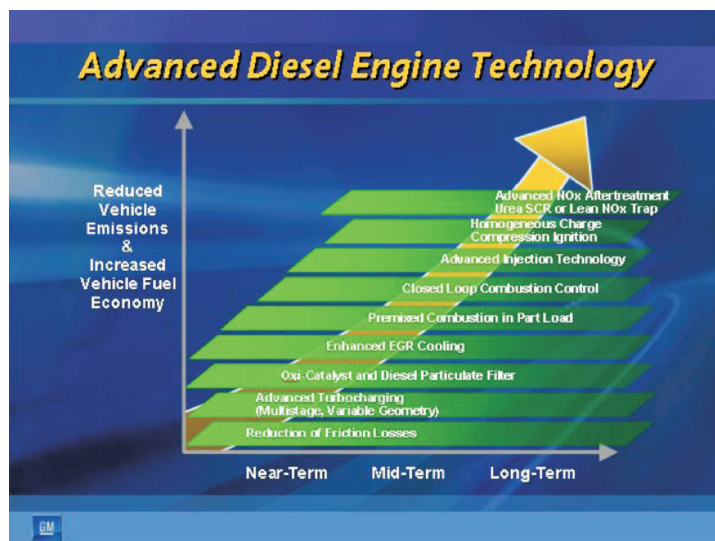 Advanced Diesel Engine Technology
Reduced
Vehicle
Emissions
&
Increased
Vehicle Fuel
Economy
Advanced NOx Aftertreatment
Urea SCR or Lean NOx Trap
Homogeneous Charge
Compression Ignition
Advanced Injection Technology
Closed Loop Combustion Control
Premixed Combustion in Part Load
Enhanced EGR Cooling
Oxi-Catalyst and Diesel Particulate Filter
Advanced Turbocharging
(Multistage, Variable Geometry)
Reduction of Friction Losses
Near-Term Mid-Term Long-Term
GM